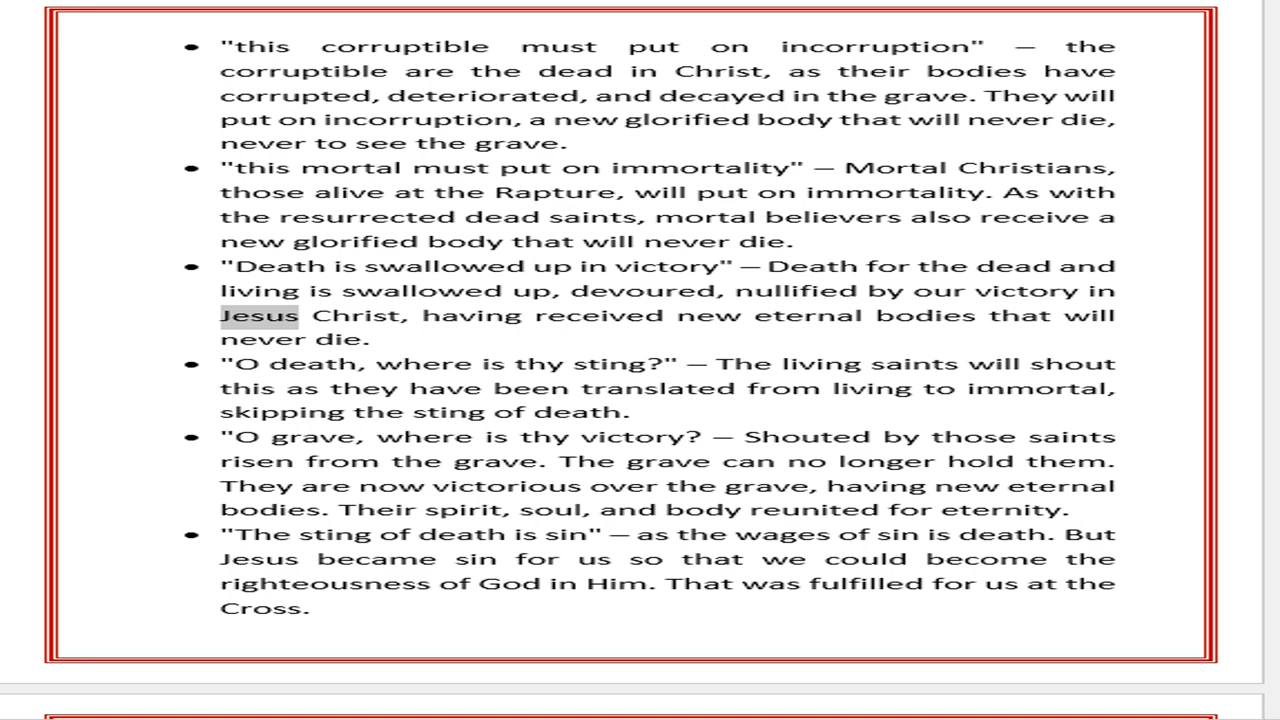 • "this corruptible must put on incorruption" – the
corruptible are the dead in Christ, as their bodies have
corrupted, deteriorated, and decayed in the grave. They will
put on incorruption, a new glorified body that will never die,
never to see the grave.
• "this mortal must put on immortality" – Mortal Christians,
those alive at the Rapture, will put on immortality. As with
the resurrected dead saints, mortal believers also receive a
new glorified body that will never die.
• "Death is swallowed up in victory" – Death for the dead and
living is swallowed up, devoured, nullified by our victory in
Jesus Christ, having received new eternal bodies that will
never die.
• "O death, where is thy sting?" – The living saints will shout
this as they have been translated from living to immortal,
skipping the sting of death.
• "O grave, where is thy victory? – Shouted by those saints
risen from the grave. The grave can no longer hold them.
They are now victorious over the grave, having new eternal
bodies. Their spirit, soul, and body reunited for eternity.
• "The sting of death is sin" – as the wages of sin is death. But
Jesus became sin for us so that we could become the
righteousness of God in Him. That was fulfilled for us at the
Cross.